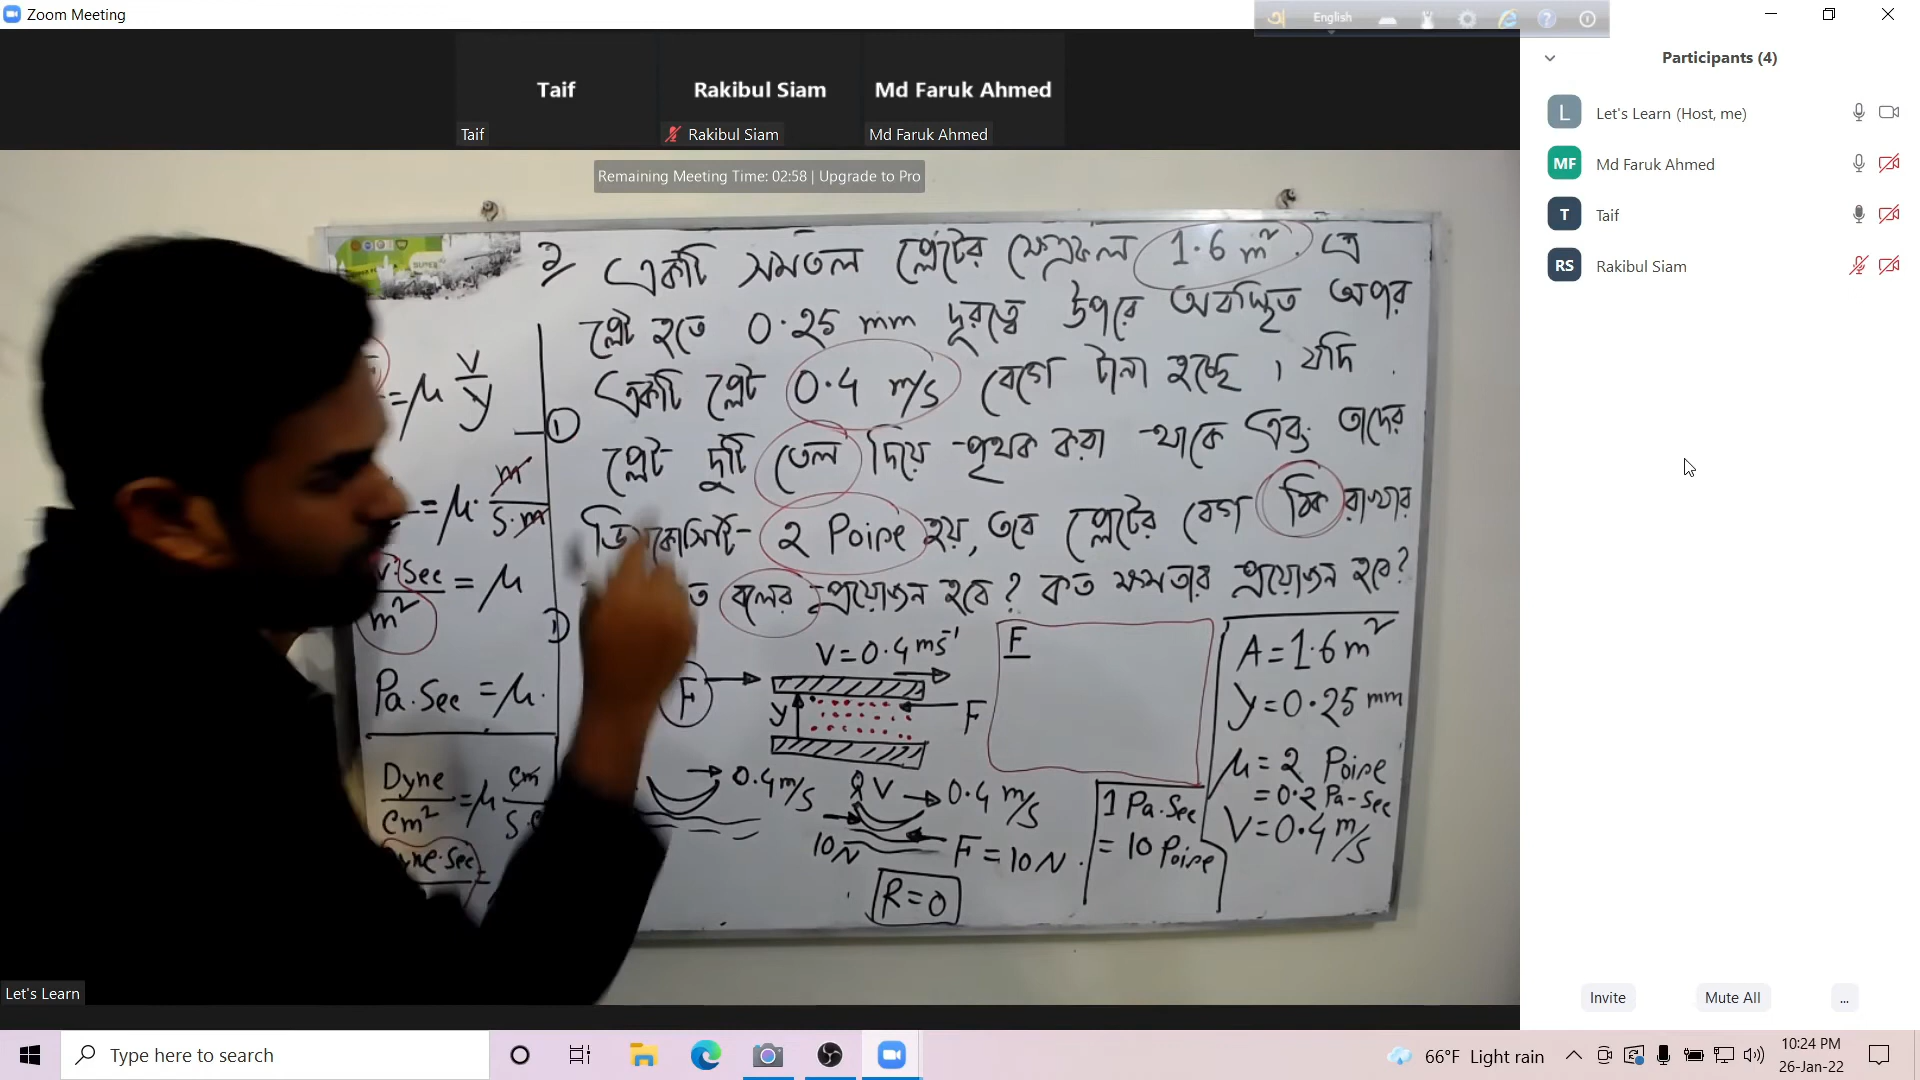 Zoom Meeting
English
Taif
Rakibul Siam
Md Faruk Ahmed
Taif
Rakibul Siam
Md Faruk Ahmed
Remaining Meeting Time: 02:58 | Upgrade to Pro
২/ একটি সমতল প্লেটের ক্ষেত্রফল 1.6 m². এ
প্লেট হতে 0.25 mm দূরত্বে উপরে অবস্থিত অপর
একটি প্লেট 0.4 m/s বেগে টানা হচ্ছে । যদি
প্লেট দুটি তেল দিয়ে পৃথক করা থাকে এবং তাদের
2 Poise হয়, তবে প্লেটের বেগ ঠিক রাখার
বলের প্রয়োজন হবে? কত ক্ষমতার প্রয়োজন হবে?
= μ V/y
①
= μ. m/s.m
Sec/m² = μ
Pa. Sec = μ.
Dyne/Cm² = μ
V = 0.4 ms⁻¹
F
y
F
0.4 m/s
V
0.4 m/s
10N
F = 10N.
R = 0
F
1 Pa.Sec
= 10 Poise
A = 1.6 m²
y = 0.25 mm
μ = 2 Poise
= 0.2 Pa-Sec
V = 0.4 m/s
Let's Learn
Participants (4)
L Let's Learn (Host, me)
MF Md Faruk Ahmed
T Taif
RS Rakibul Siam
Invite
Mute All
...
Type here to search
66°F Light rain
10:24 PM
26-Jan-22